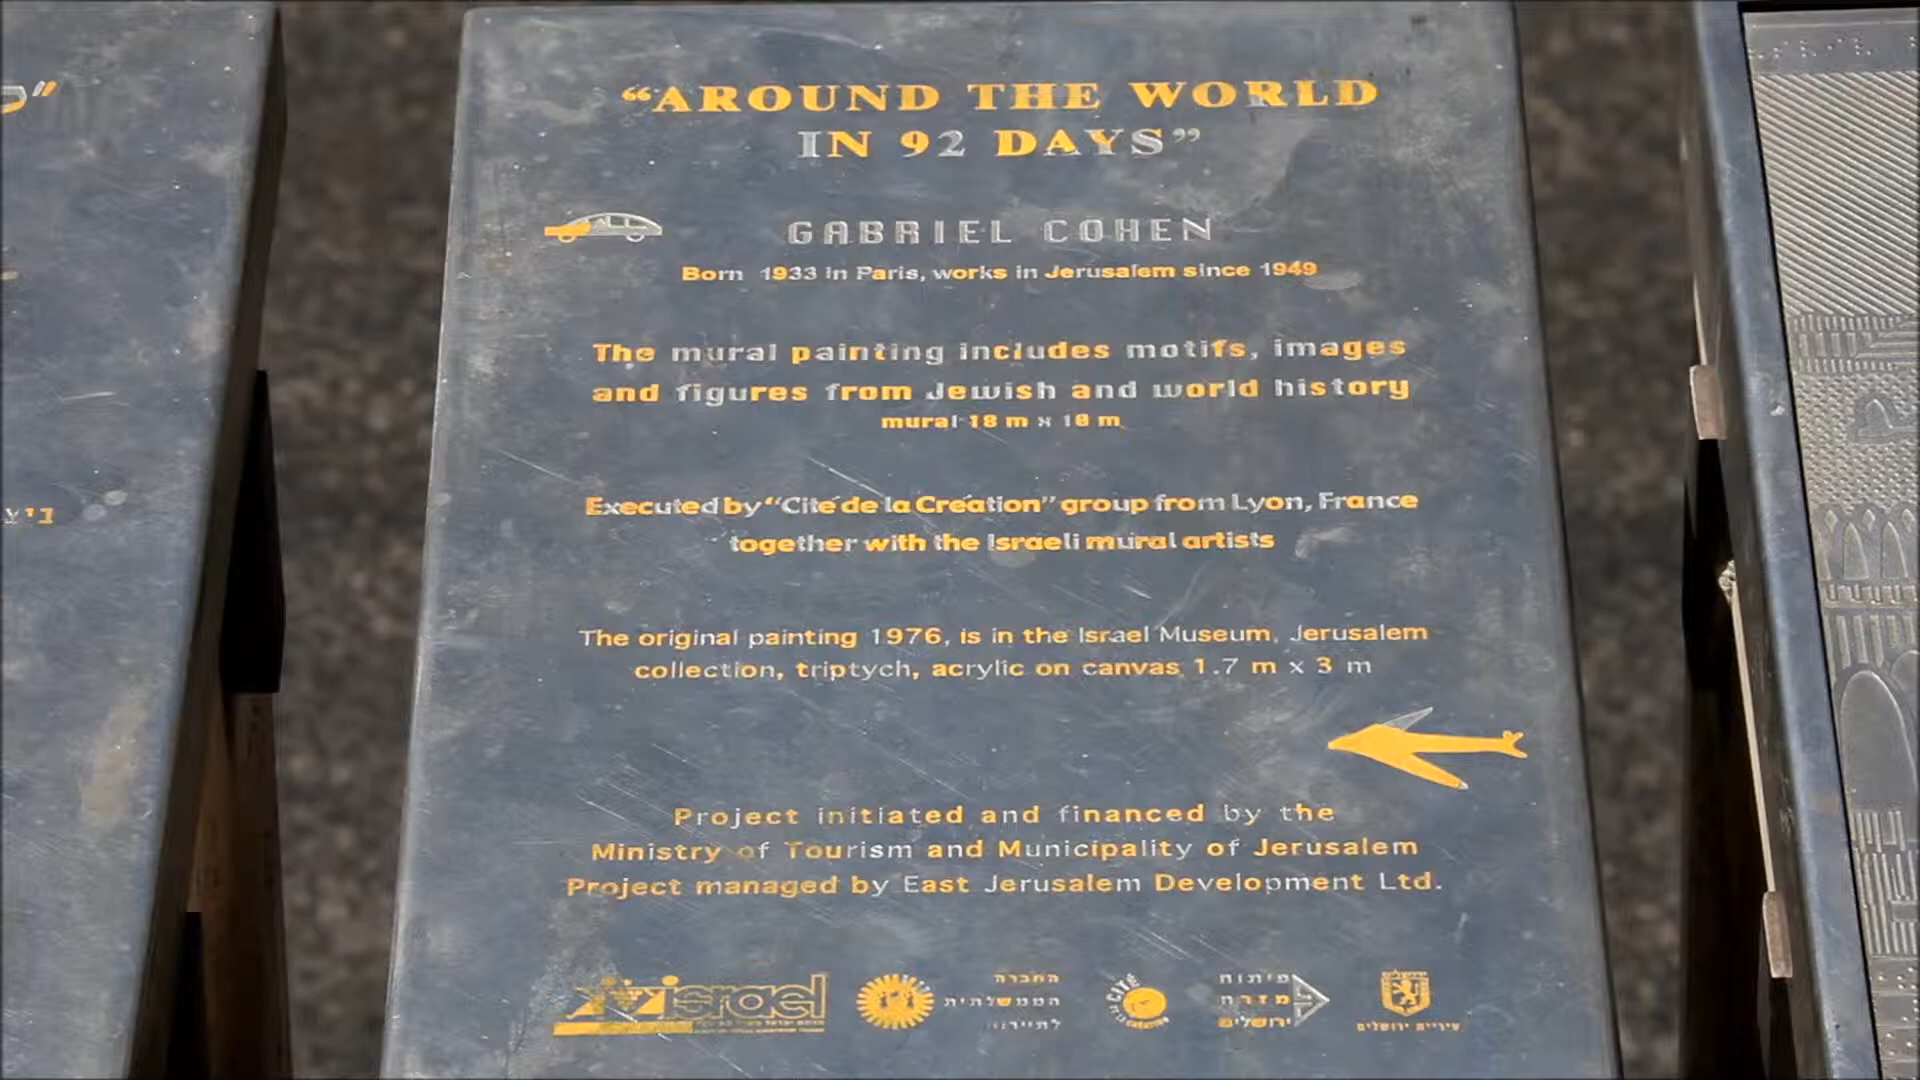 "AROUND THE WORLD
IN 92 DAYS"
GABRIEL COHEN
Born 1933 in Paris, works in Jerusalem since 1949
The mural painting includes motifs, images
and figures from Jewish and world history
mural 18 m x 10 m
Executed by "Cité de la Création" group from Lyon, France
together with the Israeli mural artists
The original painting 1976, is in the Israel Museum, Jerusalem
collection, triptych, acrylic on canvas 1.7 m x 3 m
Project initiated and financed by the
Ministry of Tourism and Municipality of Jerusalem
Project managed by East Jerusalem Development Ltd.
israel
החברה
הממשלתית
לתיירות
CITÉ
פיתוח
מזרח
ירושלים
עיריית ירושלים